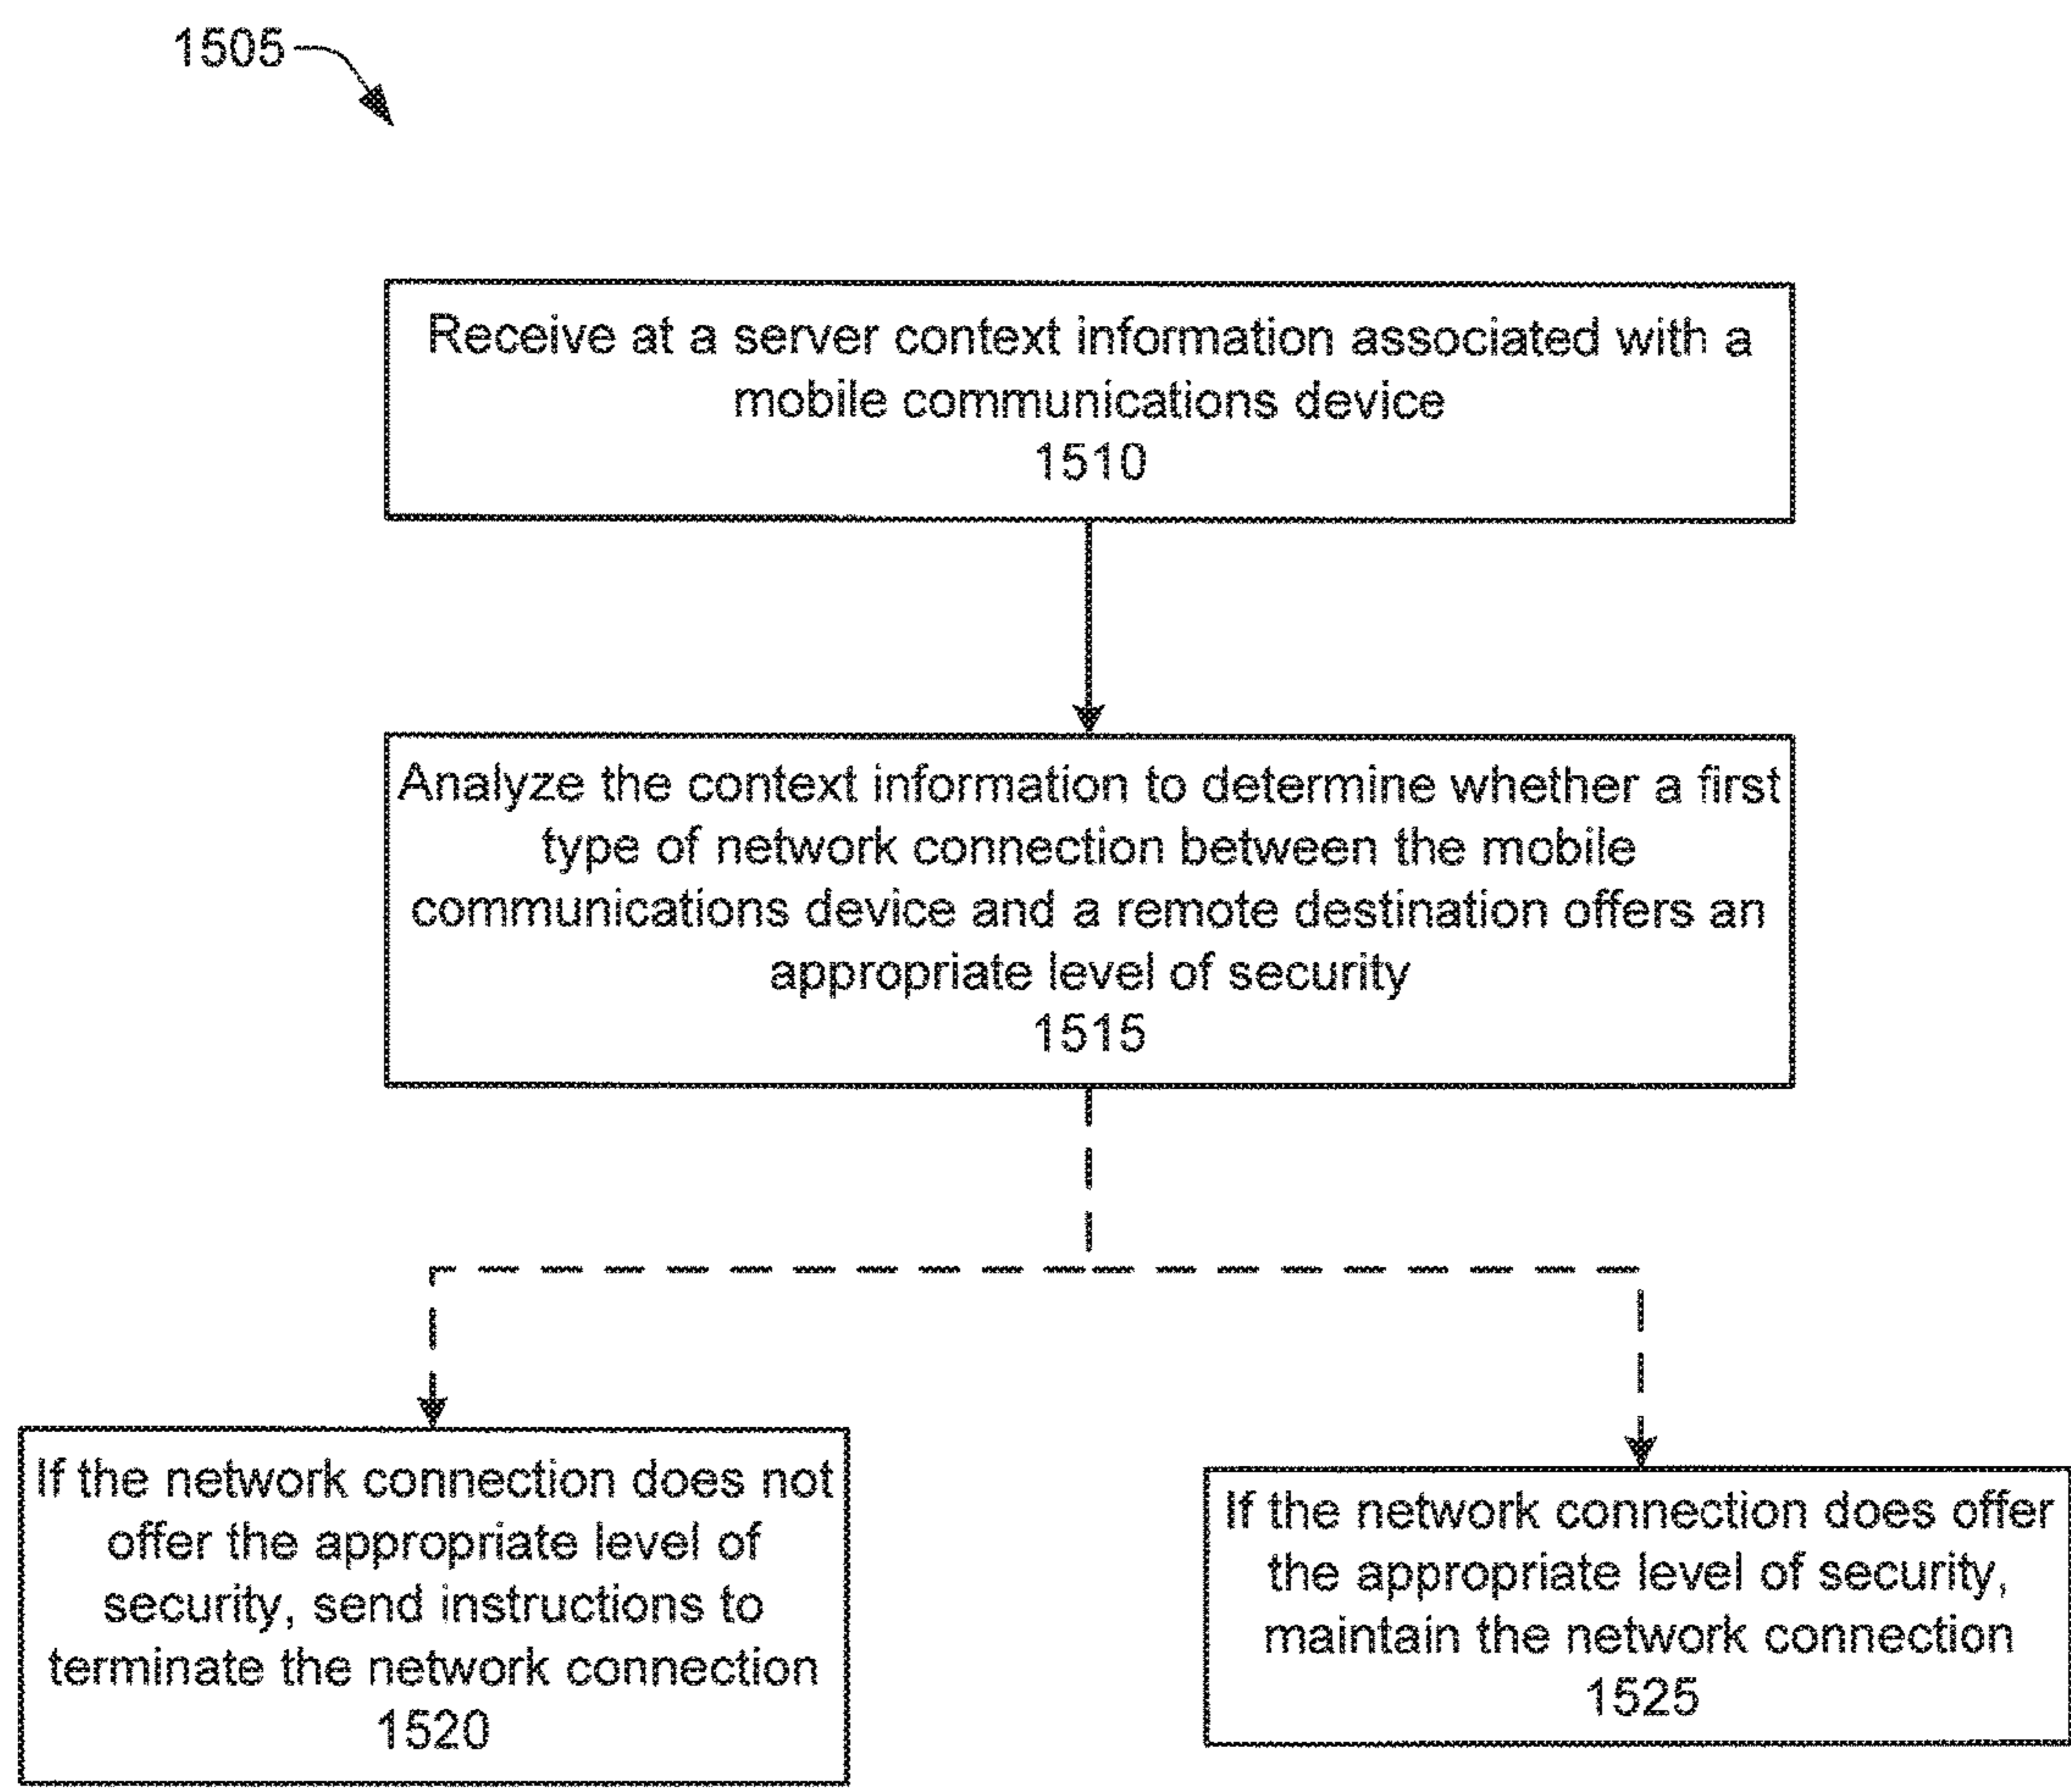 1505
Receive at a server context information associated with a
mobile communications device
1510
Analyze the context information to determine whether a first
type of network connection between the mobile
communications device and a remote destination offers an
appropriate level of security
1515
If the network connection does not
offer the appropriate level of
security, send instructions to
terminate the network connection
1520
If the network connection does offer
the appropriate level of security,
maintain the network connection
1525